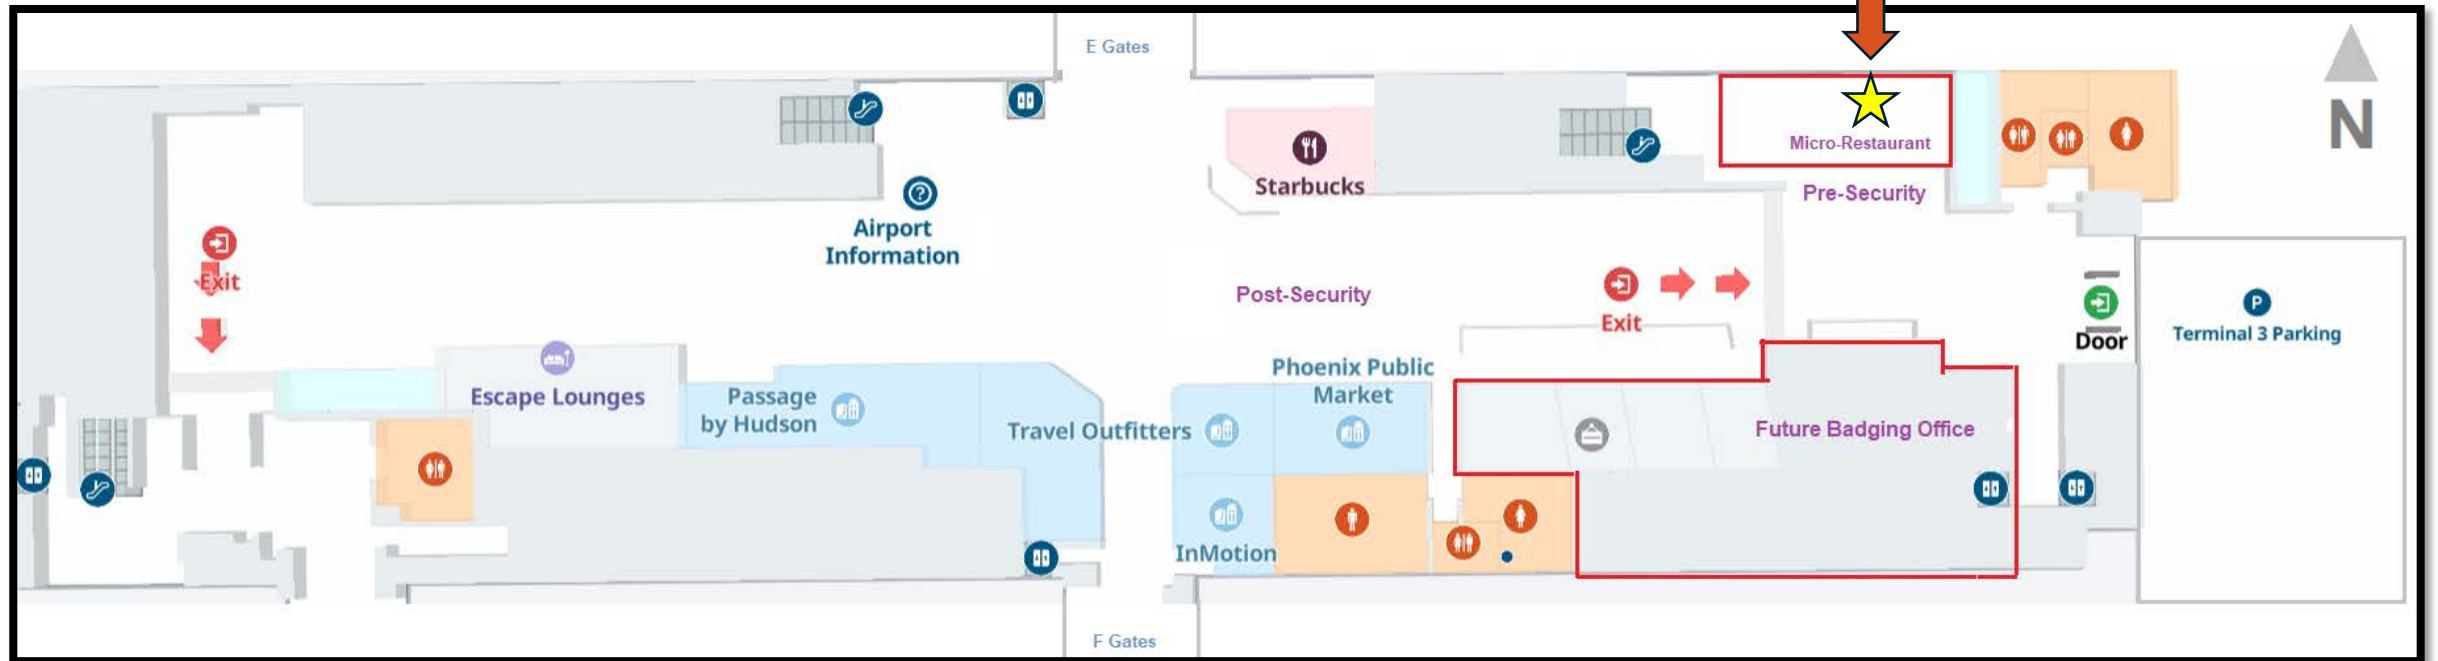 E Gates
N
Micro-Restaurant
Starbucks
Pre-Security
Airport
Information
Exit
Post-Security
Exit
Door
P
Terminal 3 Parking
Escape Lounges
Passage
by Hudson
Travel Outfitters
Phoenix Public
Market
Future Badging Office
InMotion
F Gates